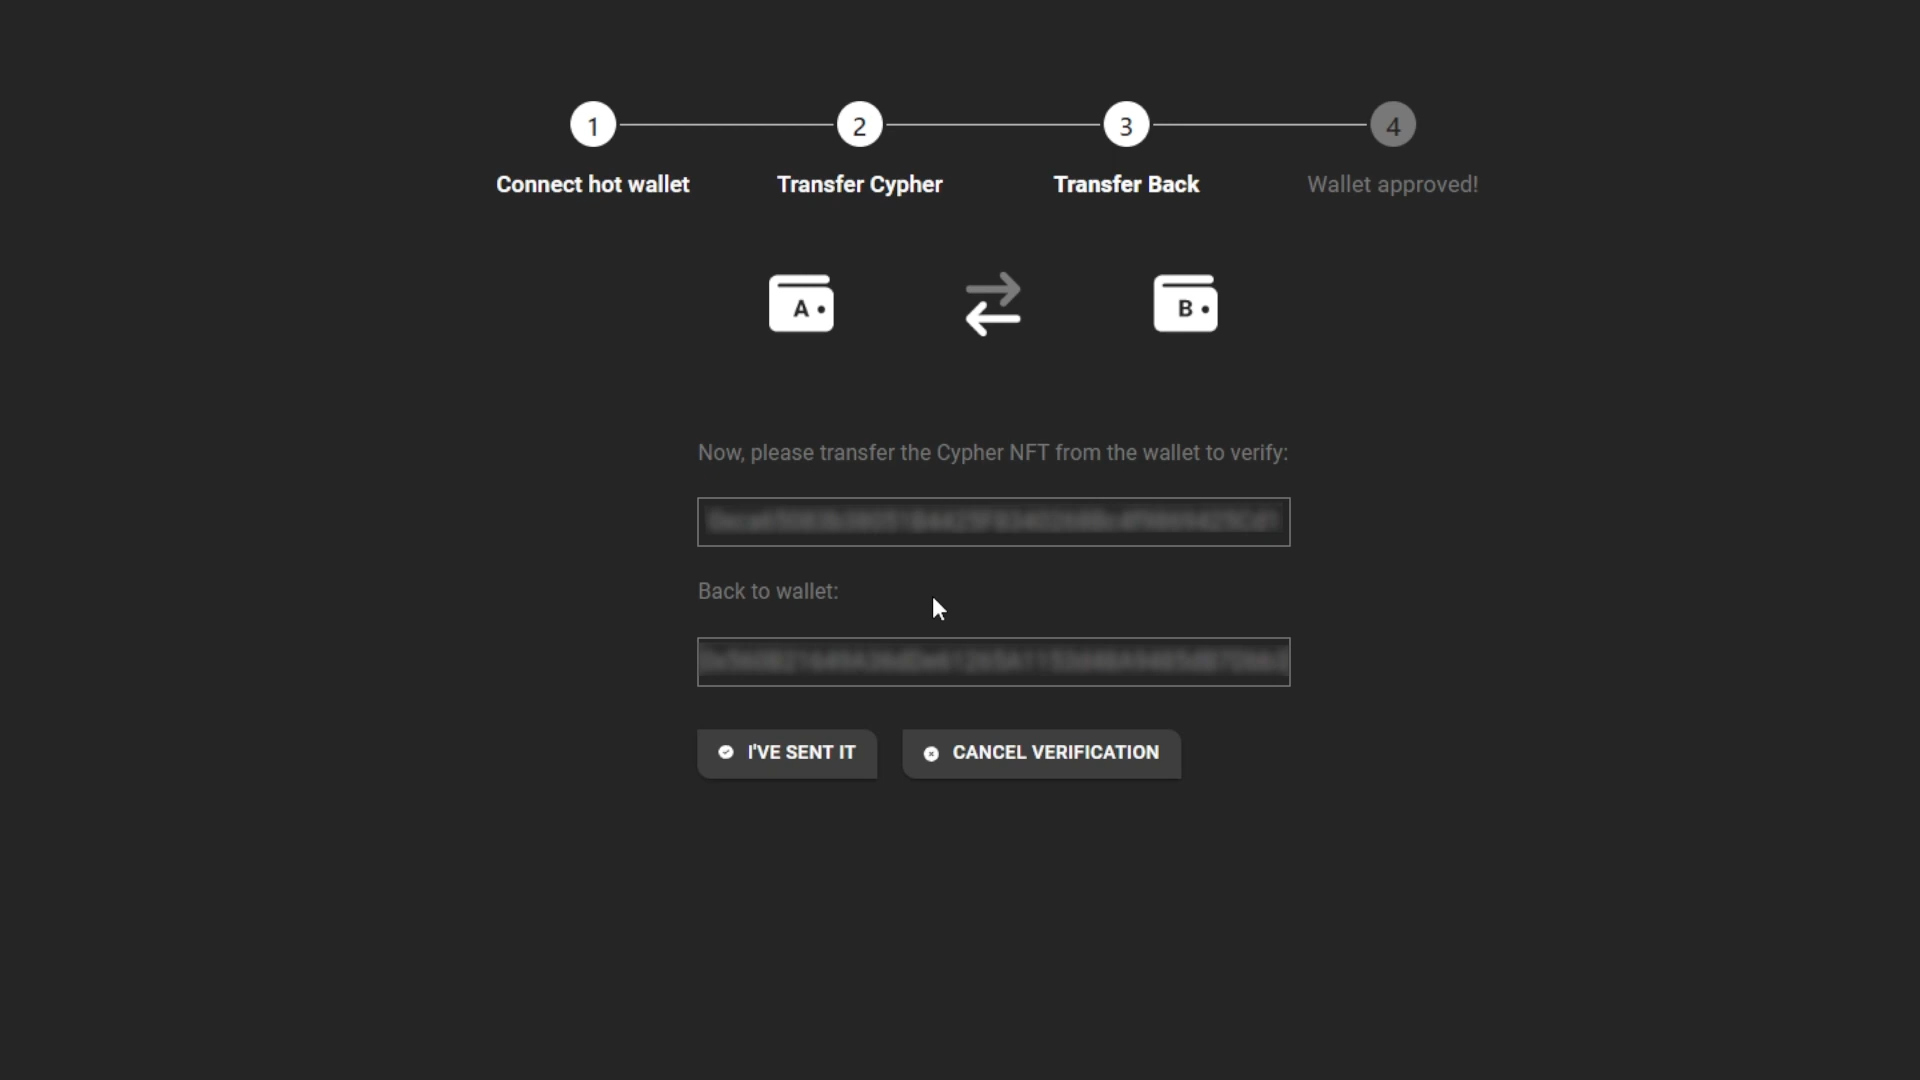 1
2
3
4
Connect hot wallet
Transfer Cypher
Transfer Back
Wallet approved!
A
B
Now, please transfer the Cypher NFT from the wallet to verify:
Back to wallet:
I'VE SENT IT
CANCEL VERIFICATION